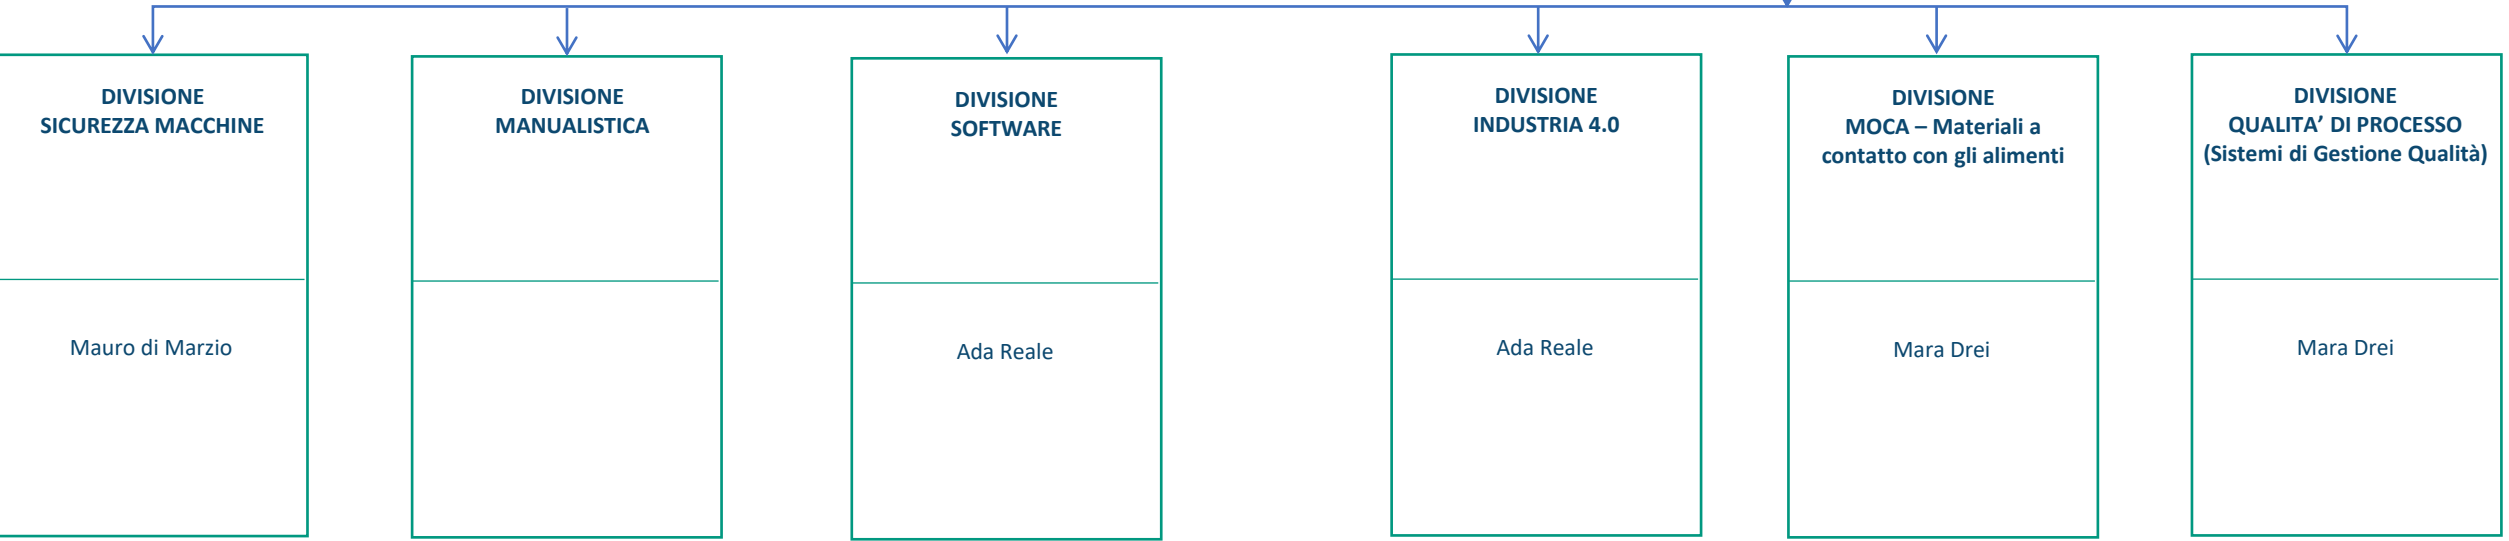 DIVISIONE
SICUREZZA MACCHINE
Mauro di Marzio
DIVISIONE
MANUALISTICA
DIVISIONE
SOFTWARE
Ada Reale
DIVISIONE
INDUSTRIA 4.0
Ada Reale
DIVISIONE
MOCA – Materiali a
contatto con gli alimenti
Mara Drei
DIVISIONE
QUALITA’ DI PROCESSO
(Sistemi di Gestione Qualità)
Mara Drei